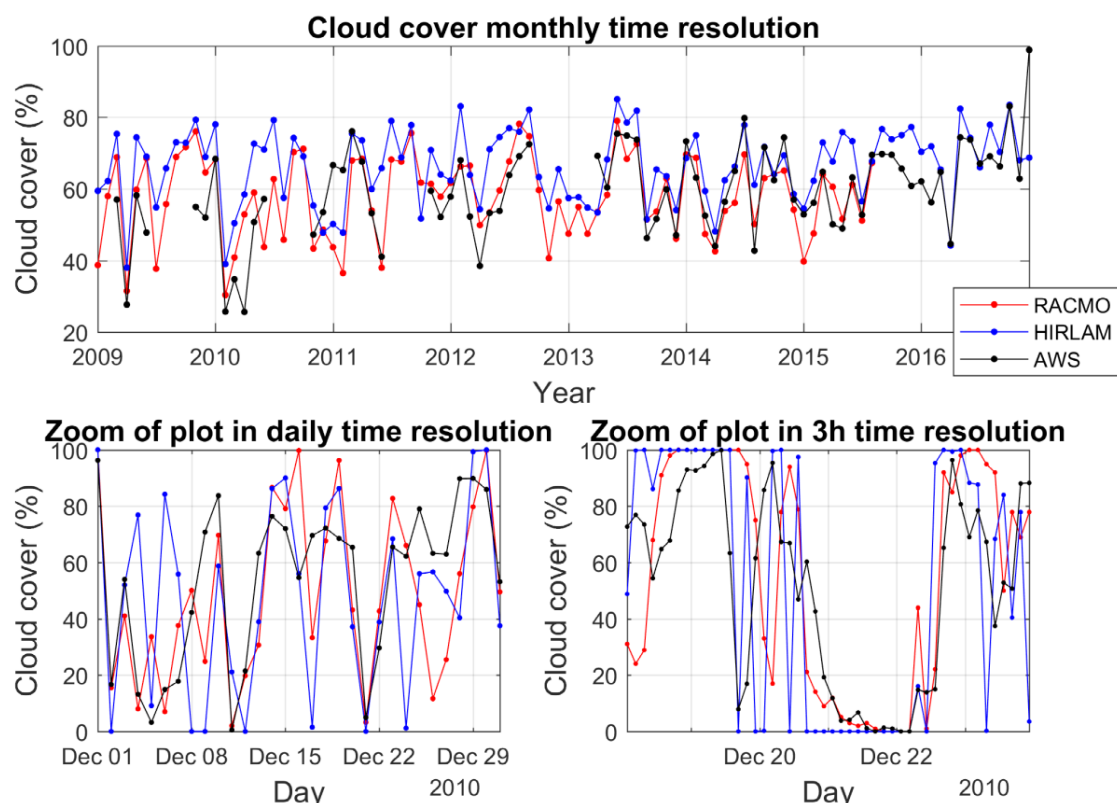 Cloud cover monthly time resolution
100
80
60
40
20
Cloud cover (%)
2009 2010 2011 2012 2013 2014 2015 2016
Year
RACMO
HIRLAM
AWS
Zoom of plot in daily time resolution
100
80
60
40
20
0
Cloud cover (%)
Dec 01 Dec 08 Dec 15 Dec 22 Dec 29
Day
2010
Zoom of plot in 3h time resolution
100
80
60
40
20
0
Cloud cover (%)
Dec 20 Dec 22
Day
2010